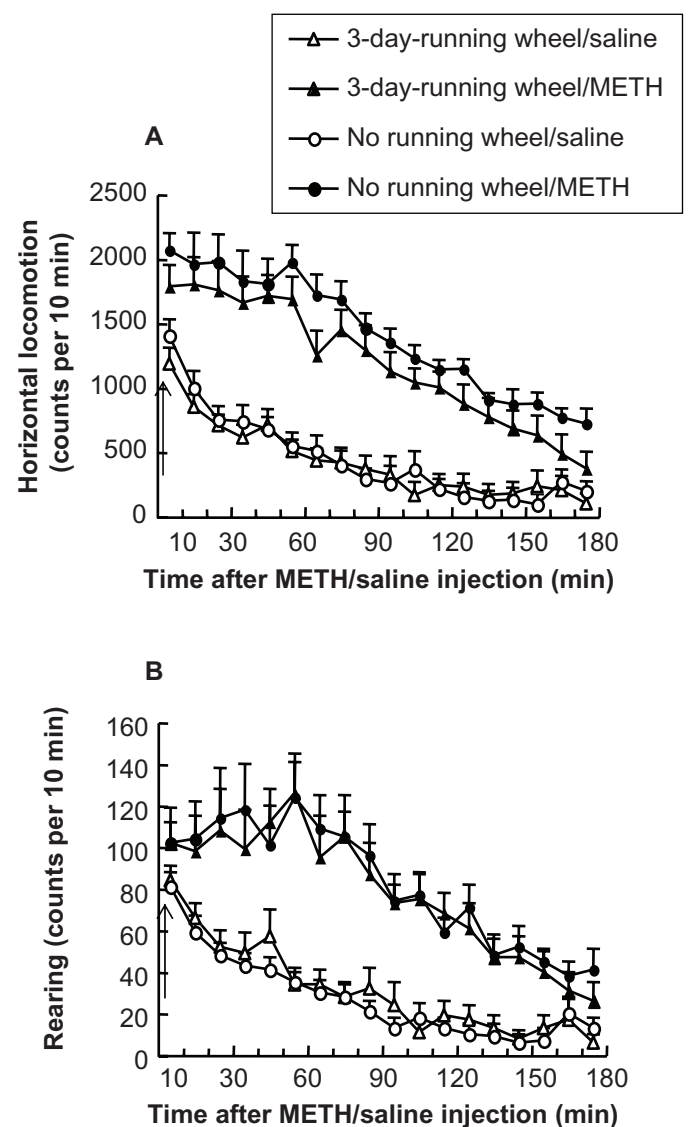 3-day-running wheel/saline
3-day-running wheel/METH
No running wheel/saline
No running wheel/METH
A
2500
2000
1500
1000
500
0
Horizontal locomotion
(counts per 10 min)
10 30 60 90 120 150 180
Time after METH/saline injection (min)
B
160
140
120
100
80
60
40
20
0
Rearing (counts per 10 min)
10 30 60 90 120 150 180
Time after METH/saline injection (min)